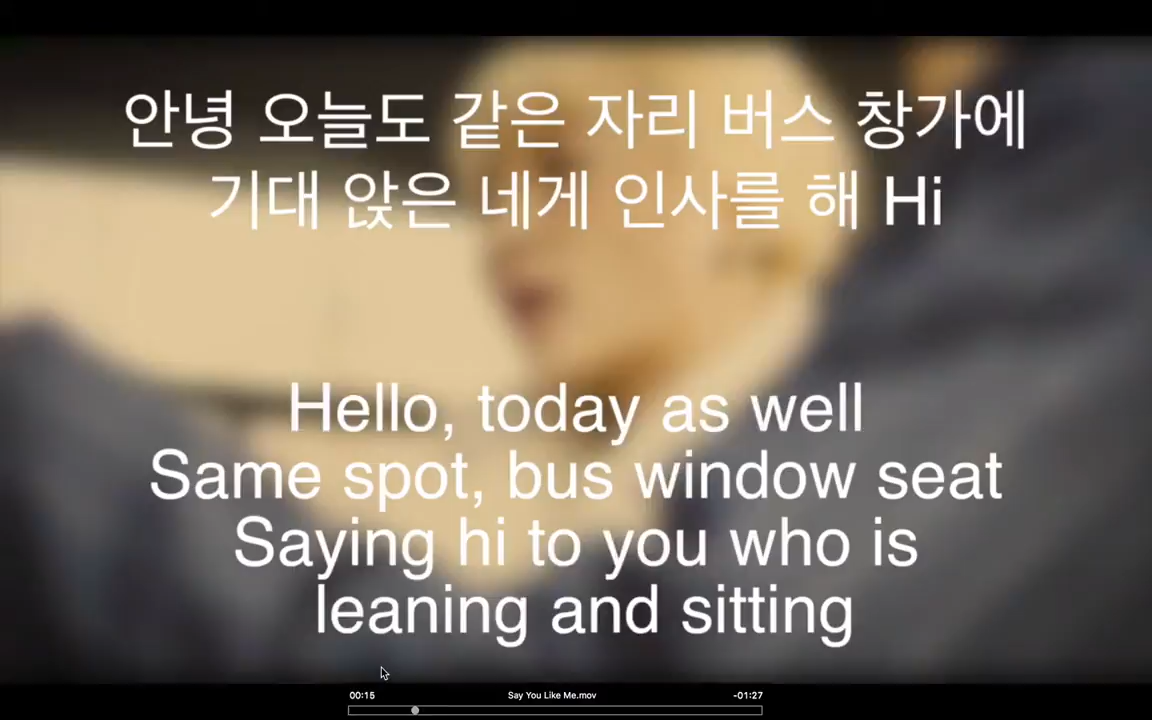 안녕 오늘도 같은 자리 버스 창가에
기대 앉은 네게 인사를 해 Hi
Hello, today as well
Same spot, bus window seat
Saying hi to you who is
leaning and sitting
00:15 Say You Like Me.mov -01:27